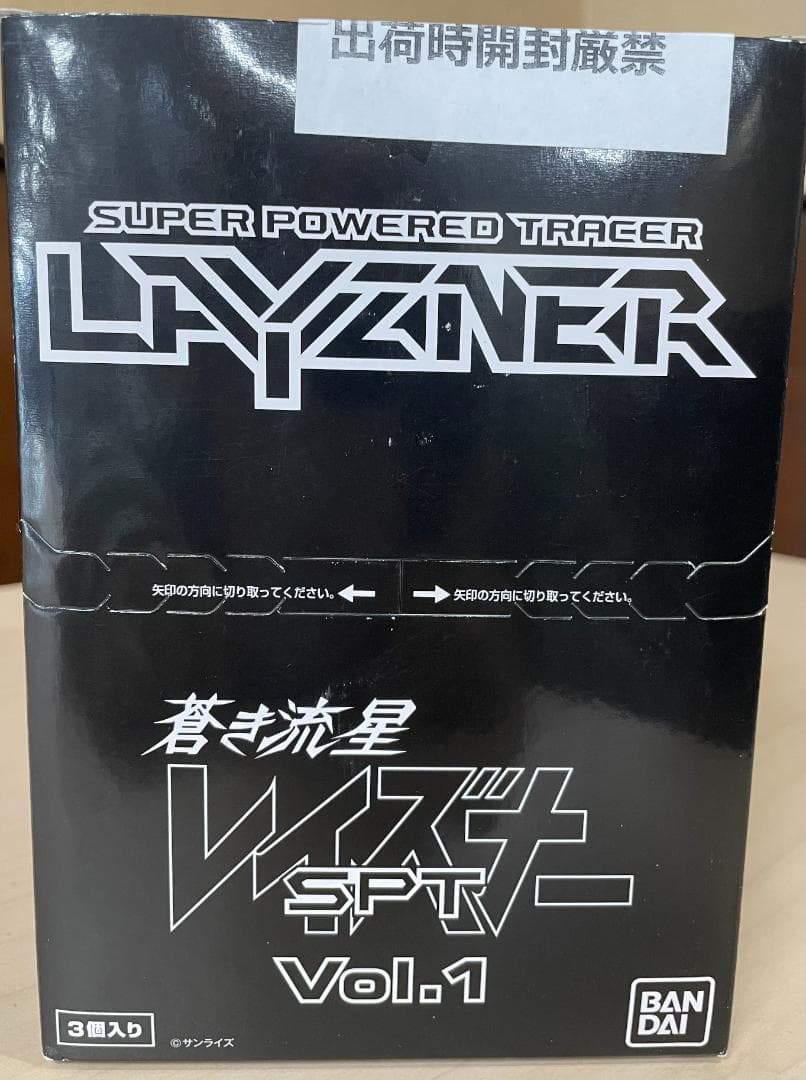 出荷時開封厳禁
SUPER POWERED TRACER
LAYZNER
矢印の方向に切り取ってください。← →矢印の方向に切り取ってください。
蒼き流星
レイズナー
SPT
Vol.1
3個入り
©サンライズ
BAN
DAI